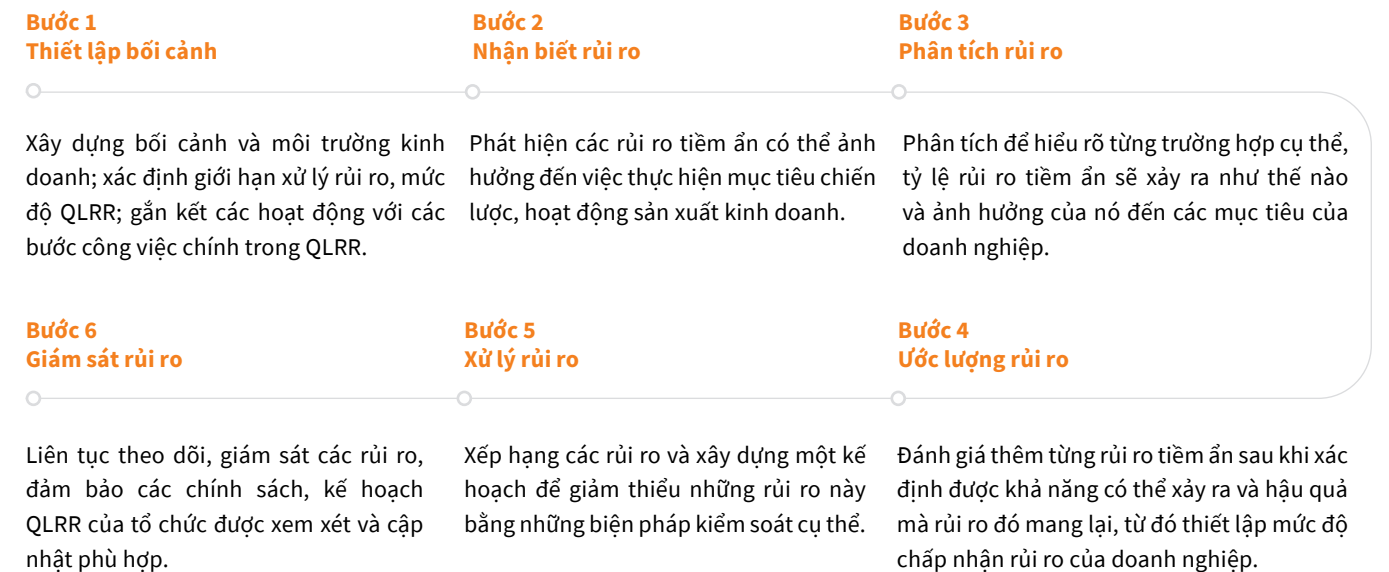 Bước 1
Thiết lập bối cảnh
Xây dựng bối cảnh và môi trường kinh
doanh; xác định giới hạn xử lý rủi ro, mức
độ QLRR; gắn kết các hoạt động với các
bước công việc chính trong QLRR.
Bước 2
Nhận biết rủi ro
Phát hiện các rủi ro tiềm ẩn có thể ảnh
hưởng đến việc thực hiện mục tiêu chiến
lược, hoạt động sản xuất kinh doanh.
Bước 3
Phân tích rủi ro
Phân tích để hiểu rõ từng trường hợp cụ thể,
tỷ lệ rủi ro tiềm ẩn sẽ xảy ra như thế nào
và ảnh hưởng của nó đến các mục tiêu của
doanh nghiệp.
Bước 4
Ước lượng rủi ro
Đánh giá thêm từng rủi ro tiềm ẩn sau khi xác
định được khả năng có thể xảy ra và hậu quả
mà rủi ro đó mang lại, từ đó thiết lập mức độ
chấp nhận rủi ro của doanh nghiệp.
Bước 5
Xử lý rủi ro
Xếp hạng các rủi ro và xây dựng một kế
hoạch để giảm thiểu những rủi ro này
bằng những biện pháp kiểm soát cụ thể.
Bước 6
Giám sát rủi ro
Liên tục theo dõi, giám sát các rủi ro,
đảm bảo các chính sách, kế hoạch
QLRR của tổ chức được xem xét và cập
nhật phù hợp.